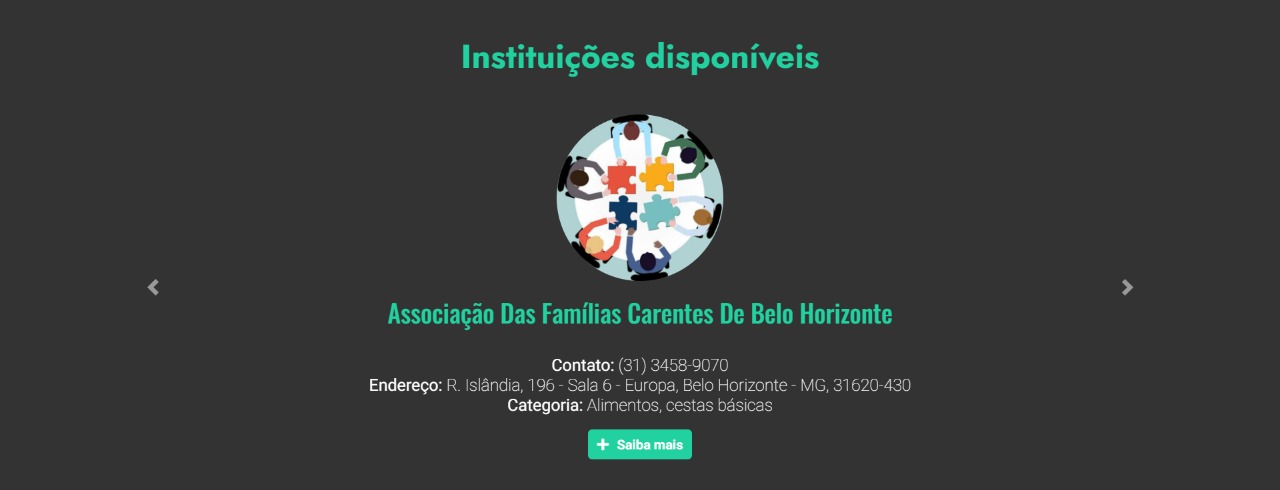 Instituições disponíveis
Associação Das Famílias Carentes De Belo Horizonte
Contato: (31) 3458-9070
Endereço: R. Islândia, 196 - Sala 6 - Europa, Belo Horizonte - MG, 31620-430
Categoria: Alimentos, cestas básicas
Saiba mais